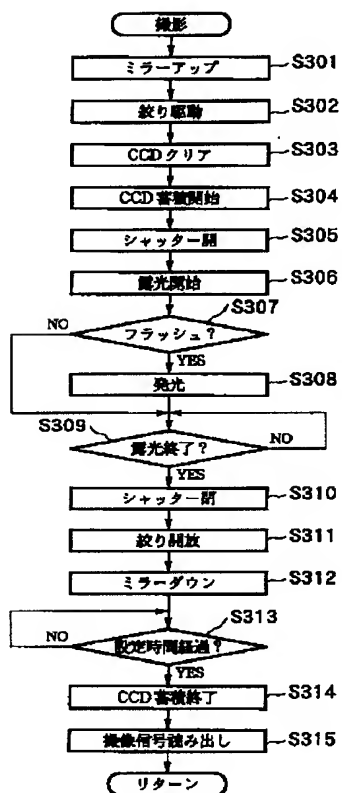 撮影
ミラーアップ S301
絞り駆動 S302
CCDクリア S303
CCD蓄積開始 S304
シャッター開 S305
露光開始 S306
S307
NO フラッシュ?
YES
発光 S308
S309
露光終了? NO
YES
シャッター閉 S310
絞り開放 S311
ミラーダウン S312
S313
NO 設定時間経過?
YES
CCD蓄積終了 S314
撮像信号読み出し S315
リターン